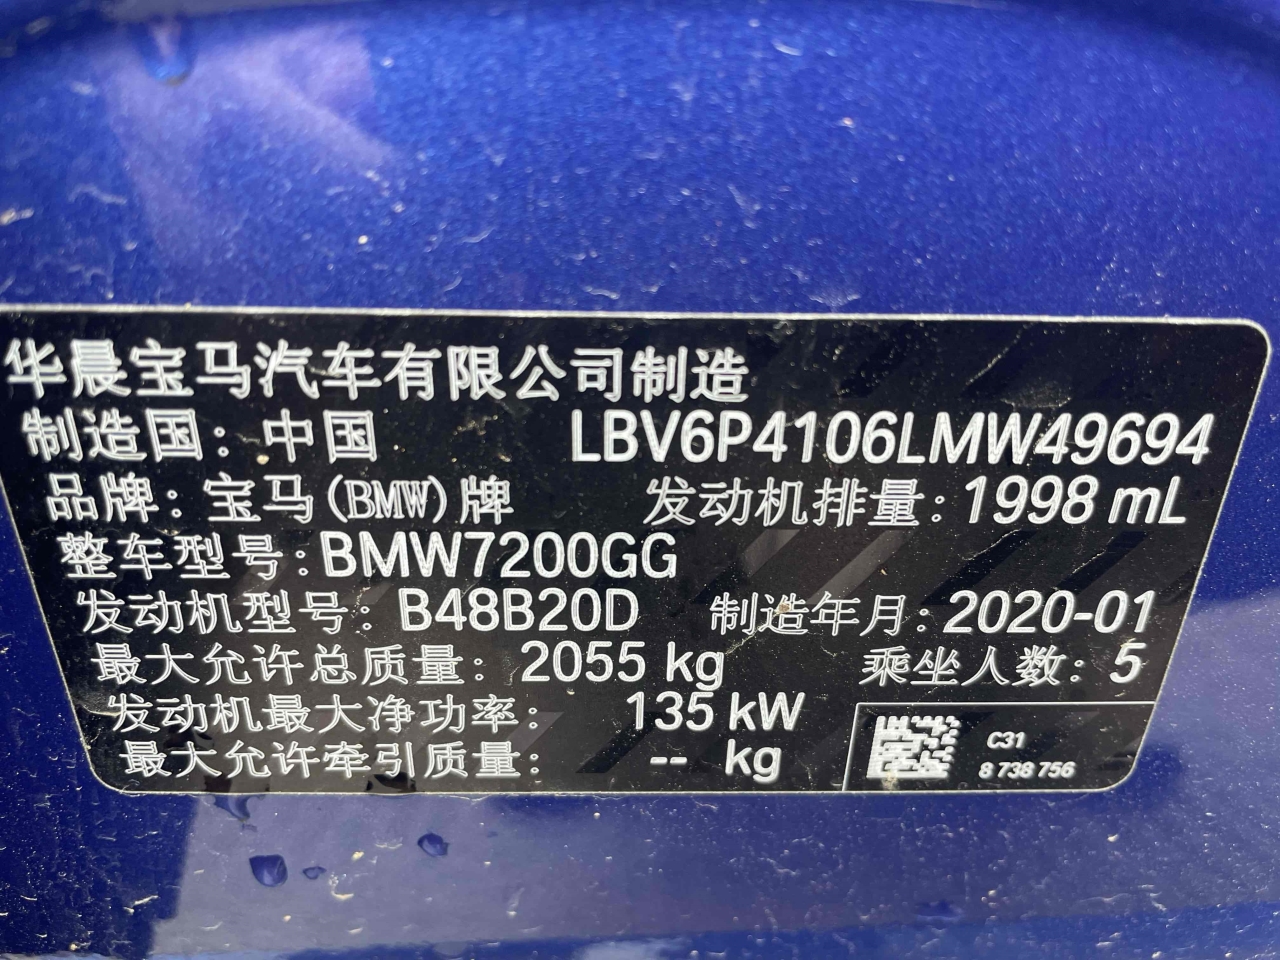 华晨宝马汽车有限公司制造
制造国: 中国 LBV6P4106LMW49694
品牌: 宝马(BMW)牌 发动机排量: 1998 mL
整车型号: BMW7200GG
发动机型号: B48B20D 制造年月: 2020-01
最大允许总质量: 2055 kg 乘坐人数: 5
发动机最大净功率: 135 kW
最大允许牵引质量: -- kg
C31
8 738 756